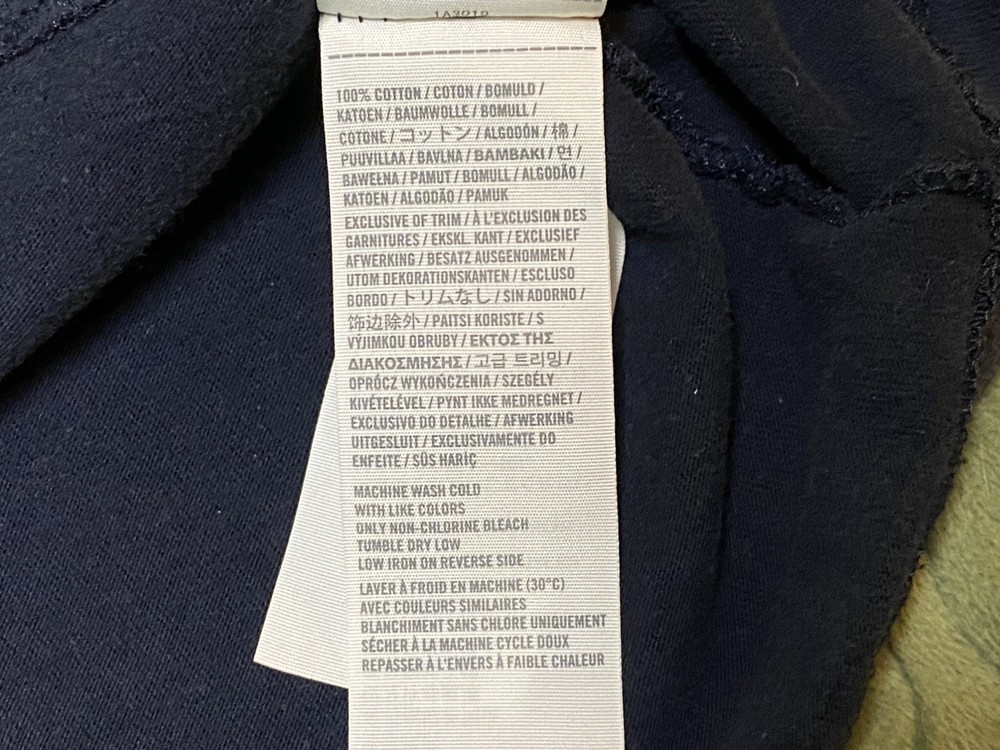 100% COTTON / COTON / BOMULD /
KATOEN / BAUMWOLLE / BOMULL /
COTONE / コットン / ALGODÓN / 棉 /
PUUVILLAA / BAVLNA / BAMBAKI / 면 /
BAWEŁNA / PAMUT / BOMULL / ALGODÃO /
KATOEN / ALGODÃO / PAMUK
EXCLUSIVE OF TRIM / À L'EXCLUSION DES
GARNITURES / EKSKL. KANT / EXCLUSIEF
AFWERKING / BESATZ AUSGENOMMEN /
UTOM DEKORATIONSKANTEN / ESCLUSO
BORDO / トリムなし / SIN ADORNO /
饰边除外 / PAITSI KORISTE / S
VÝJIMKOU OBRUBY / ΕΚΤΟΣ ΤΗΣ
ΔΙΑΚΟΣΜΗΣΗΣ / 고급 트리밍 /
OPRÓCZ WYKOŃCZENIA / SZEGÉLY
KIVÉTELÉVEL / PYNT IKKE MEDREGNET /
EXCLUSIVO DO DETALHE / AFWERKING
UITGESLUIT / EXCLUSIVAMENTE DO
ENFEITE / SÜS HARİÇ
MACHINE WASH COLD
WITH LIKE COLORS
ONLY NON-CHLORINE BLEACH
TUMBLE DRY LOW
LOW IRON ON REVERSE SIDE
LAVER À FROID EN MACHINE (30°C)
AVEC COULEURS SIMILAIRES
BLANCHIMENT SANS CHLORE UNIQUEMENT
SÉCHER À LA MACHINE CYCLE DOUX
REPASSER À L'ENVERS À FAIBLE CHALEUR